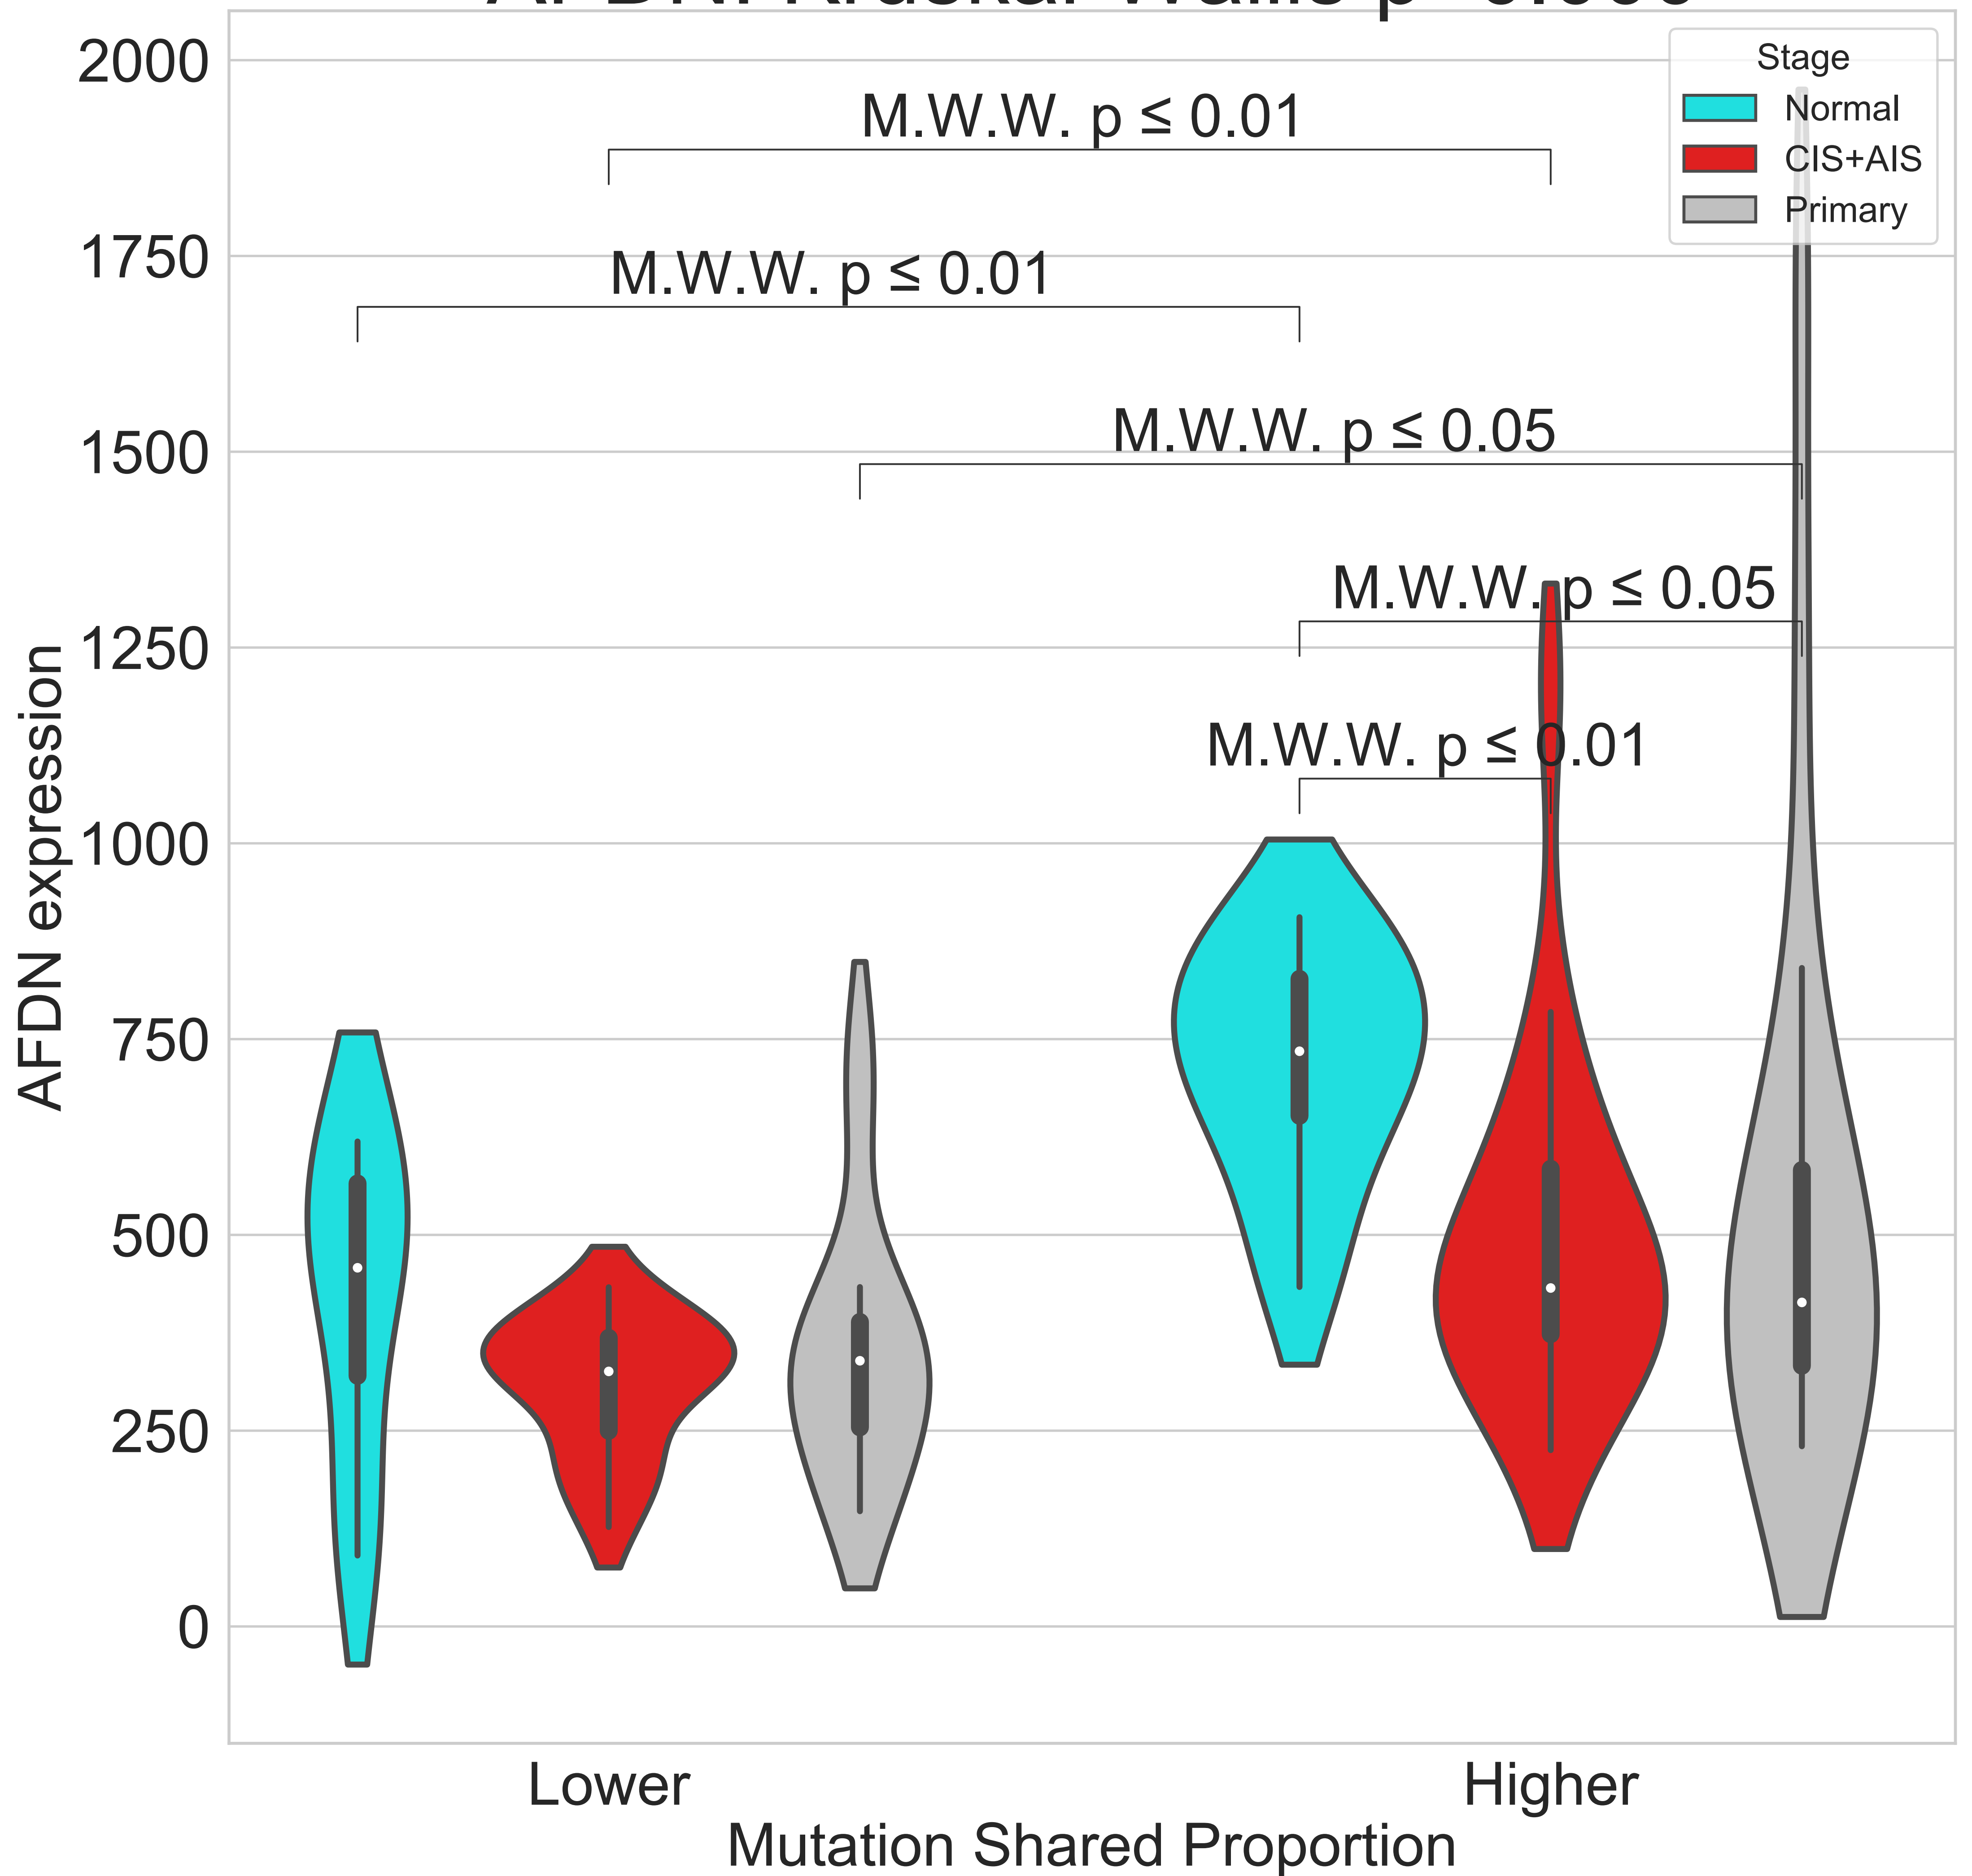 2000
1750
1500
1250
1000
750
500
250
0
AFDN expression
M.W.W. p ≤ 0.01
M.W.W. p ≤ 0.01
M.W.W. p ≤ 0.05
M.W.W. p ≤ 0.05
M.W.W. p ≤ 0.01
Stage
Normal
CIS+AIS
Primary
Lower
Higher
Mutation Shared Proportion